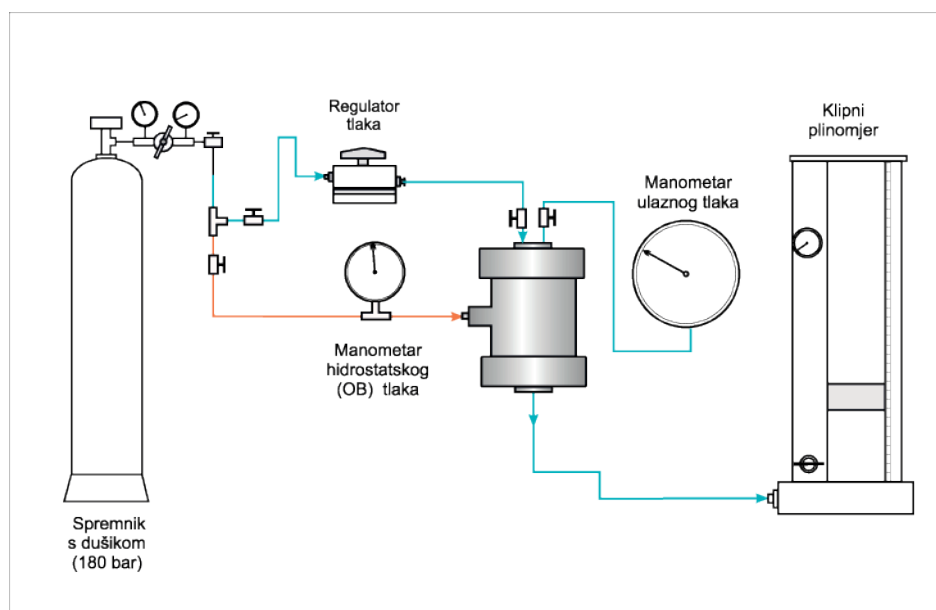 Regulator
tlaka
Klipni
plinomjer
Manometar
ulaznog tlaka
Manometar
hidrostatskog
(OB) tlaka
Spremnik
s dušikom
(180 bar)